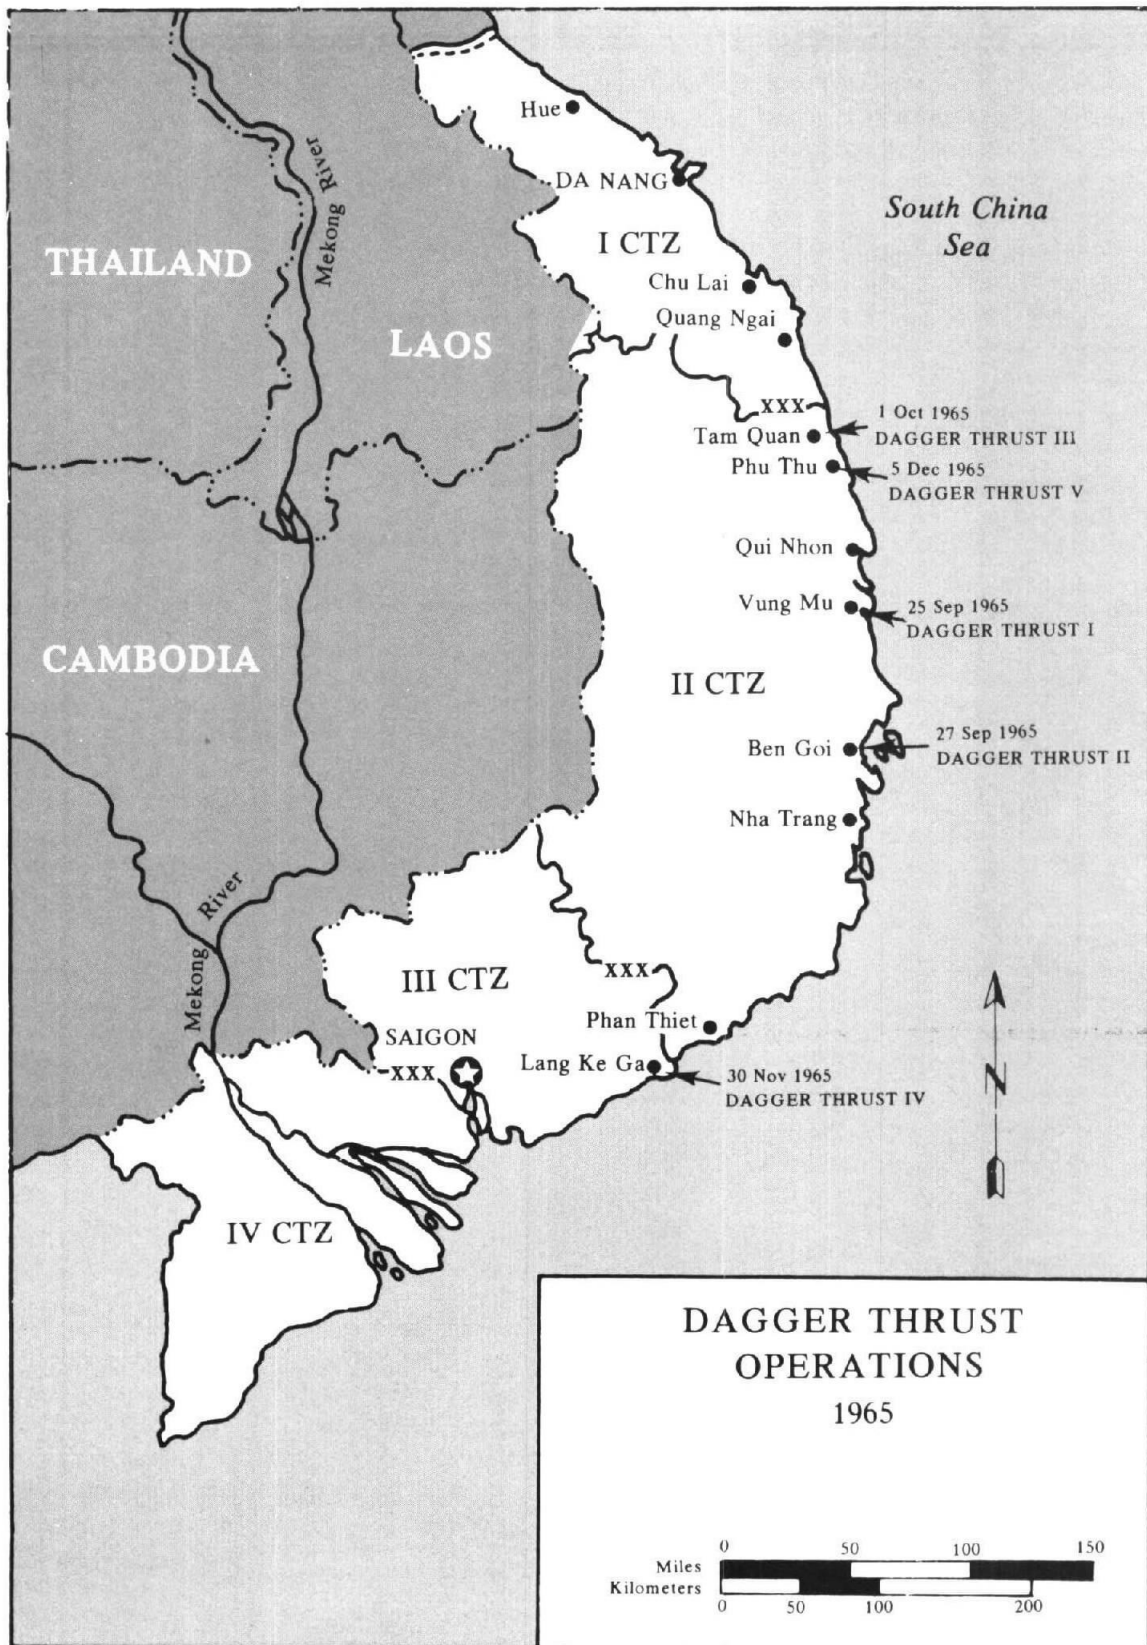 Hue
DA NANG
South China
Sea
Mekong River
THAILAND
I CTZ
Chu Lai
Quang Ngai
LAOS
XXX
1 Oct 1965
DAGGER THRUST III
Tam Quan
Phu Thu
5 Dec 1965
DAGGER THRUST V
Qui Nhon
Vung Mu
25 Sep 1965
DAGGER THRUST I
CAMBODIA
II CTZ
27 Sep 1965
DAGGER THRUST II
Ben Goi
Nha Trang
Mekong River
III CTZ
XXX
Phan Thiet
SAIGON
XXX
Lang Ke Ga
30 Nov 1965
DAGGER THRUST IV
N
IV CTZ
DAGGER THRUST
OPERATIONS
1965
0 50 100 150
Miles
Kilometers
0 50 100 200